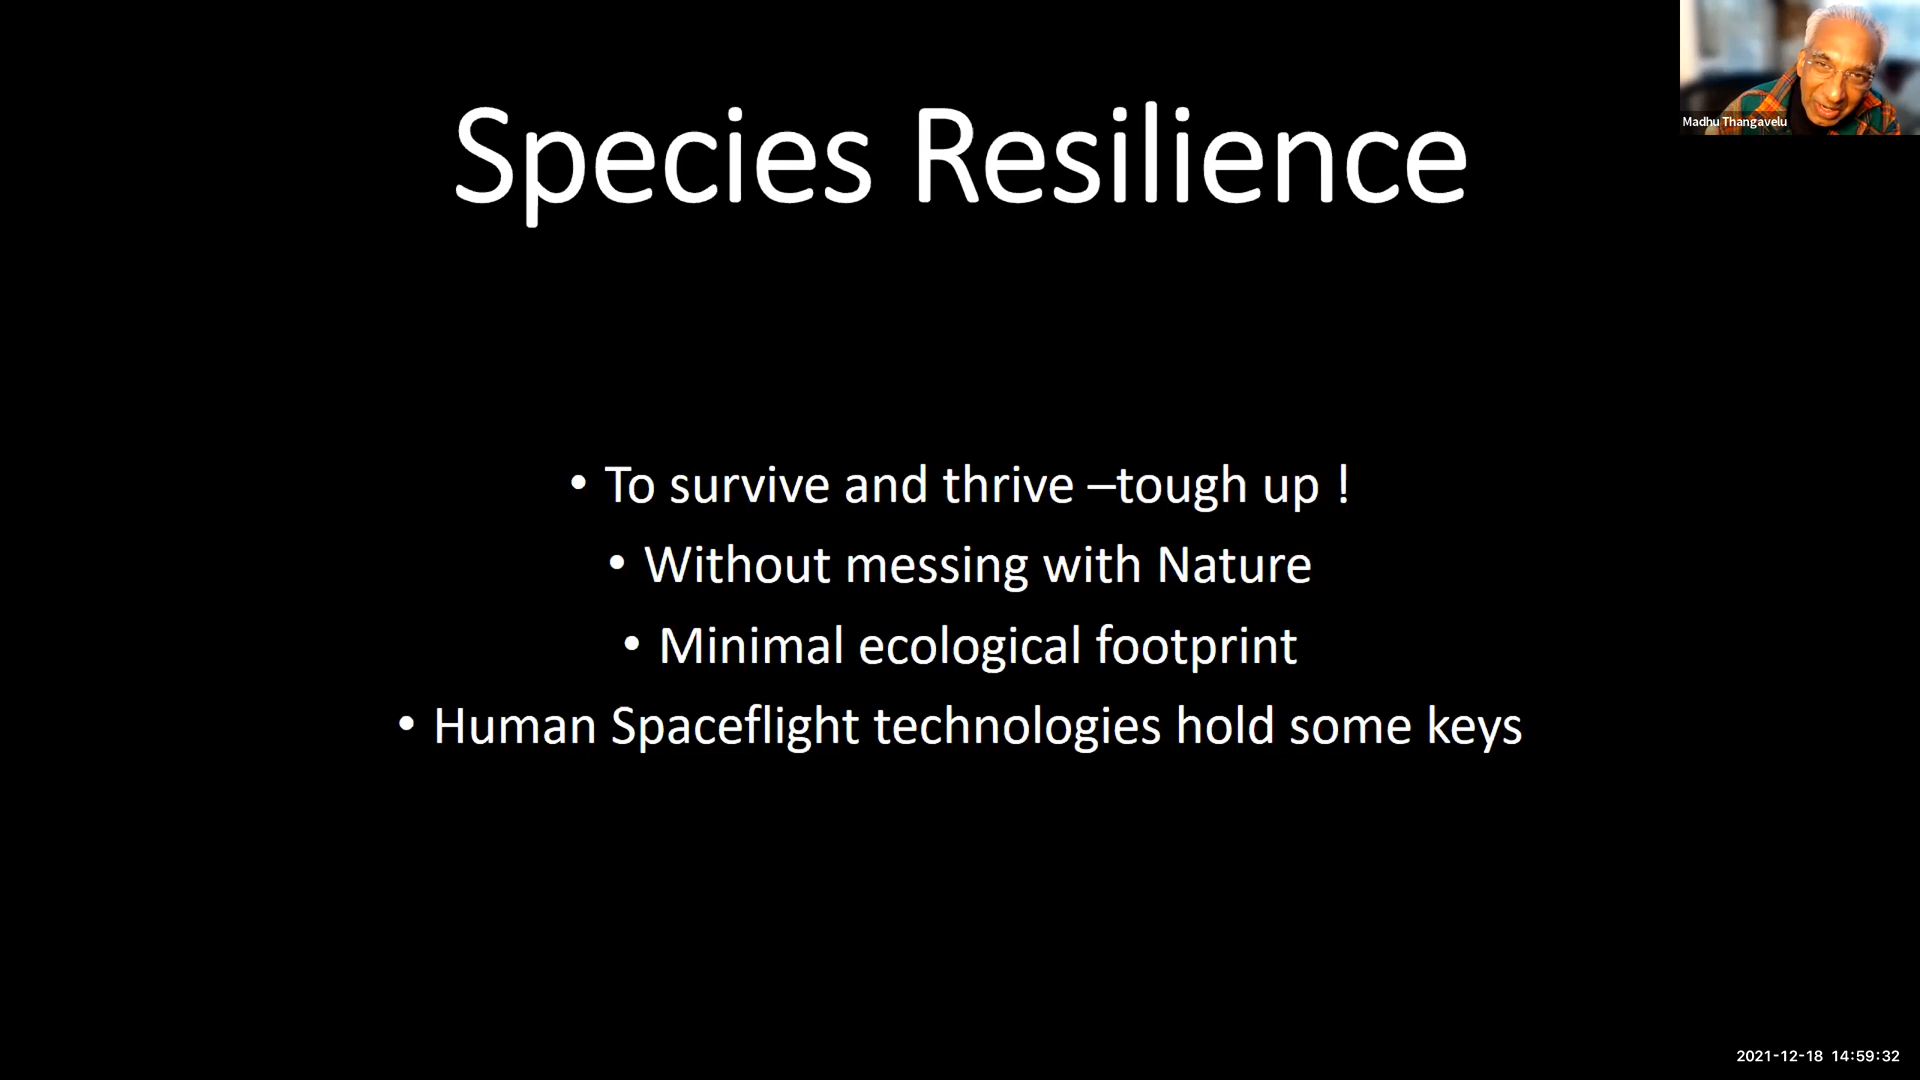 Madhu Thangavelu
Species Resilience
• To survive and thrive –tough up !
• Without messing with Nature
• Minimal ecological footprint
• Human Spaceflight technologies hold some keys
2021-12-18 14:59:32